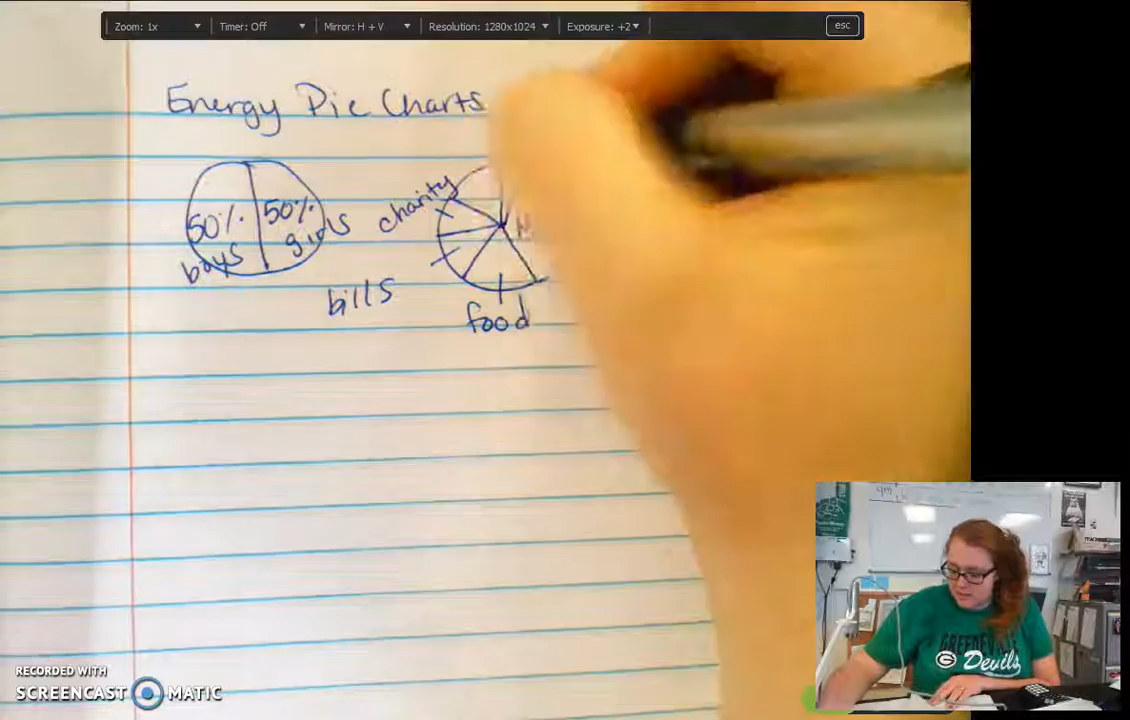 Zoom: 1x Timer: Off Mirror: H + V Resolution: 1280x1024 Exposure: +2 esc
Energy Pie Charts
50% 50%
boys girls
charity
bills
food
GREENEVILLE
G Devils
RECORDED WITH
SCREENCAST MATIC